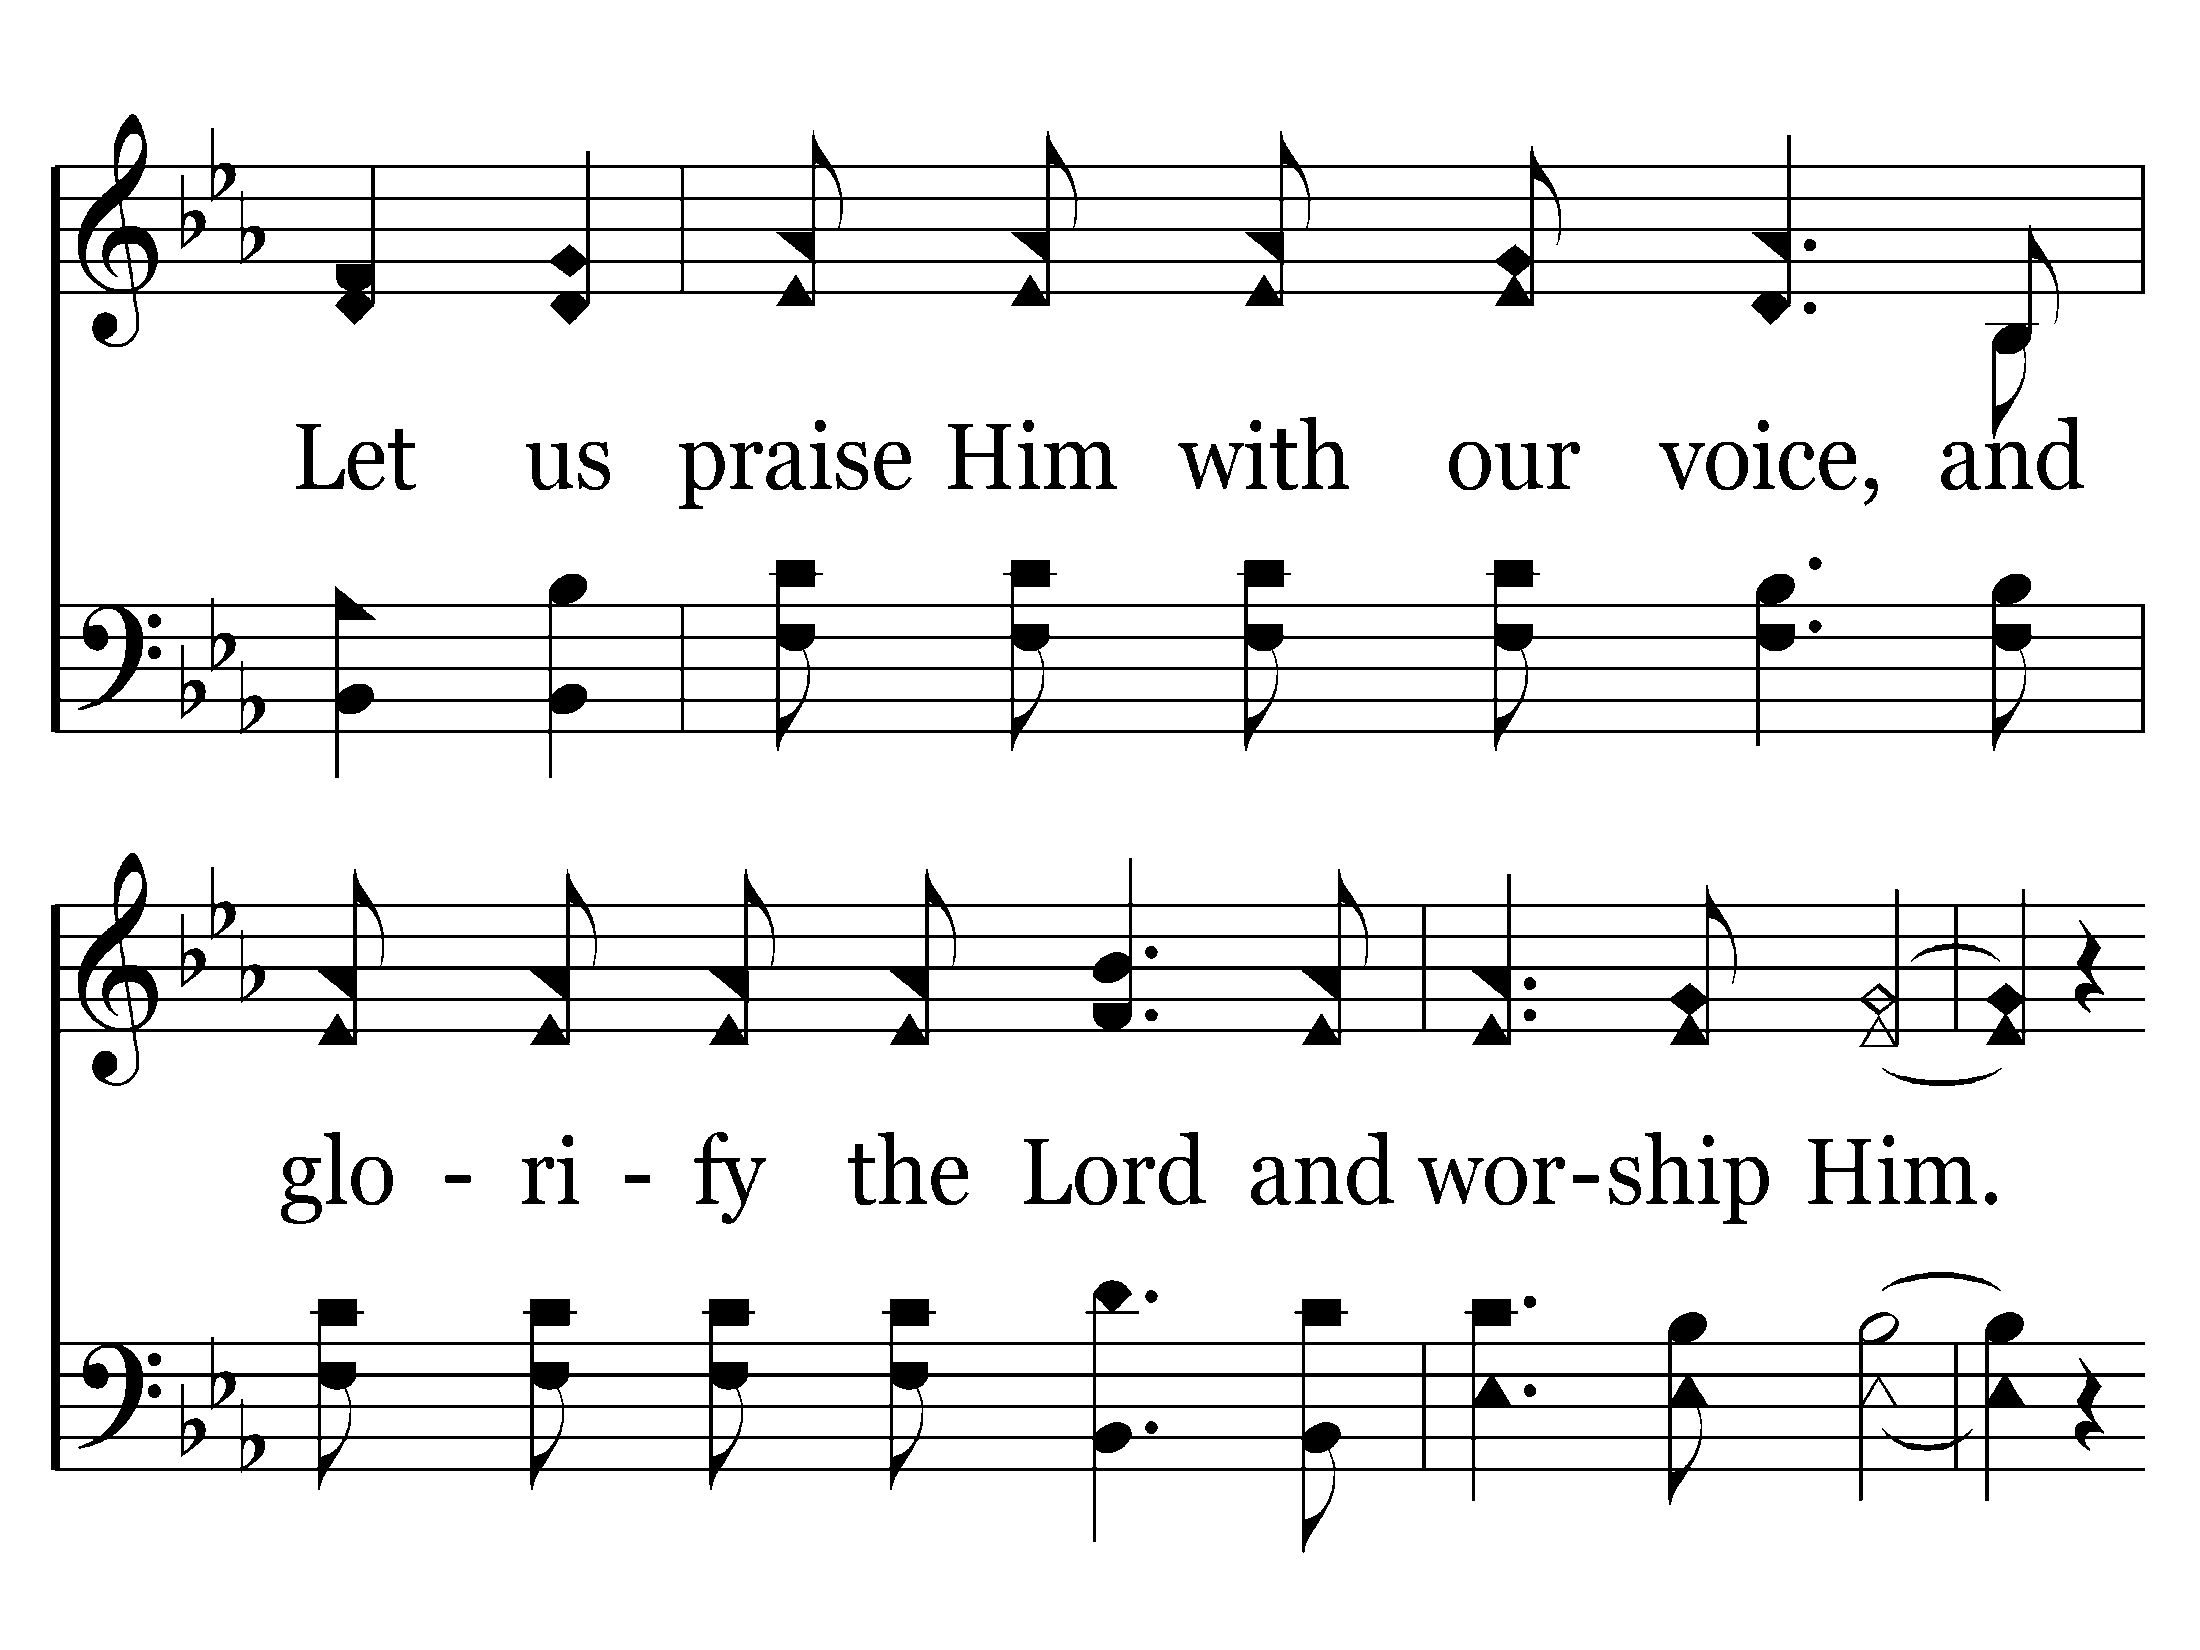 Let us praise Him with our voice, and
glo - ri - fy the Lord and wor-ship Him.